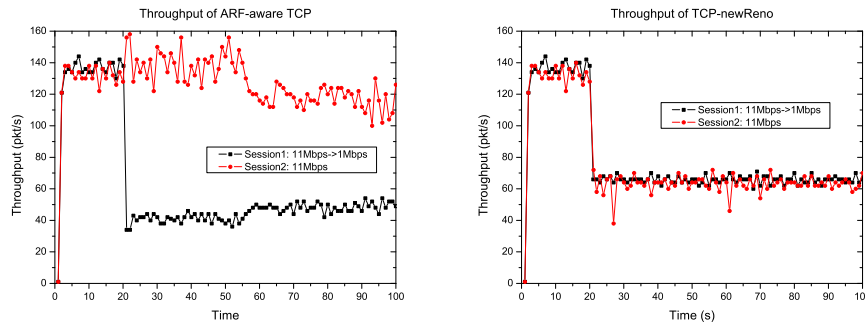 Throughput of ARF-aware TCP
Throughput (pkt/s)
160
140
120
100
80
60
40
20
0
Session1: 11Mbps->1Mbps
Session2: 11Mbps
0 10 20 30 40 50 60 70 80 90 100
Time
Throughput of TCP-newReno
Throughput (pkt/s)
160
140
120
100
80
60
40
20
0
Session1: 11Mbps->1Mbps
Session2: 11Mbps
0 10 20 30 40 50 60 70 80 90 100
Time (s)